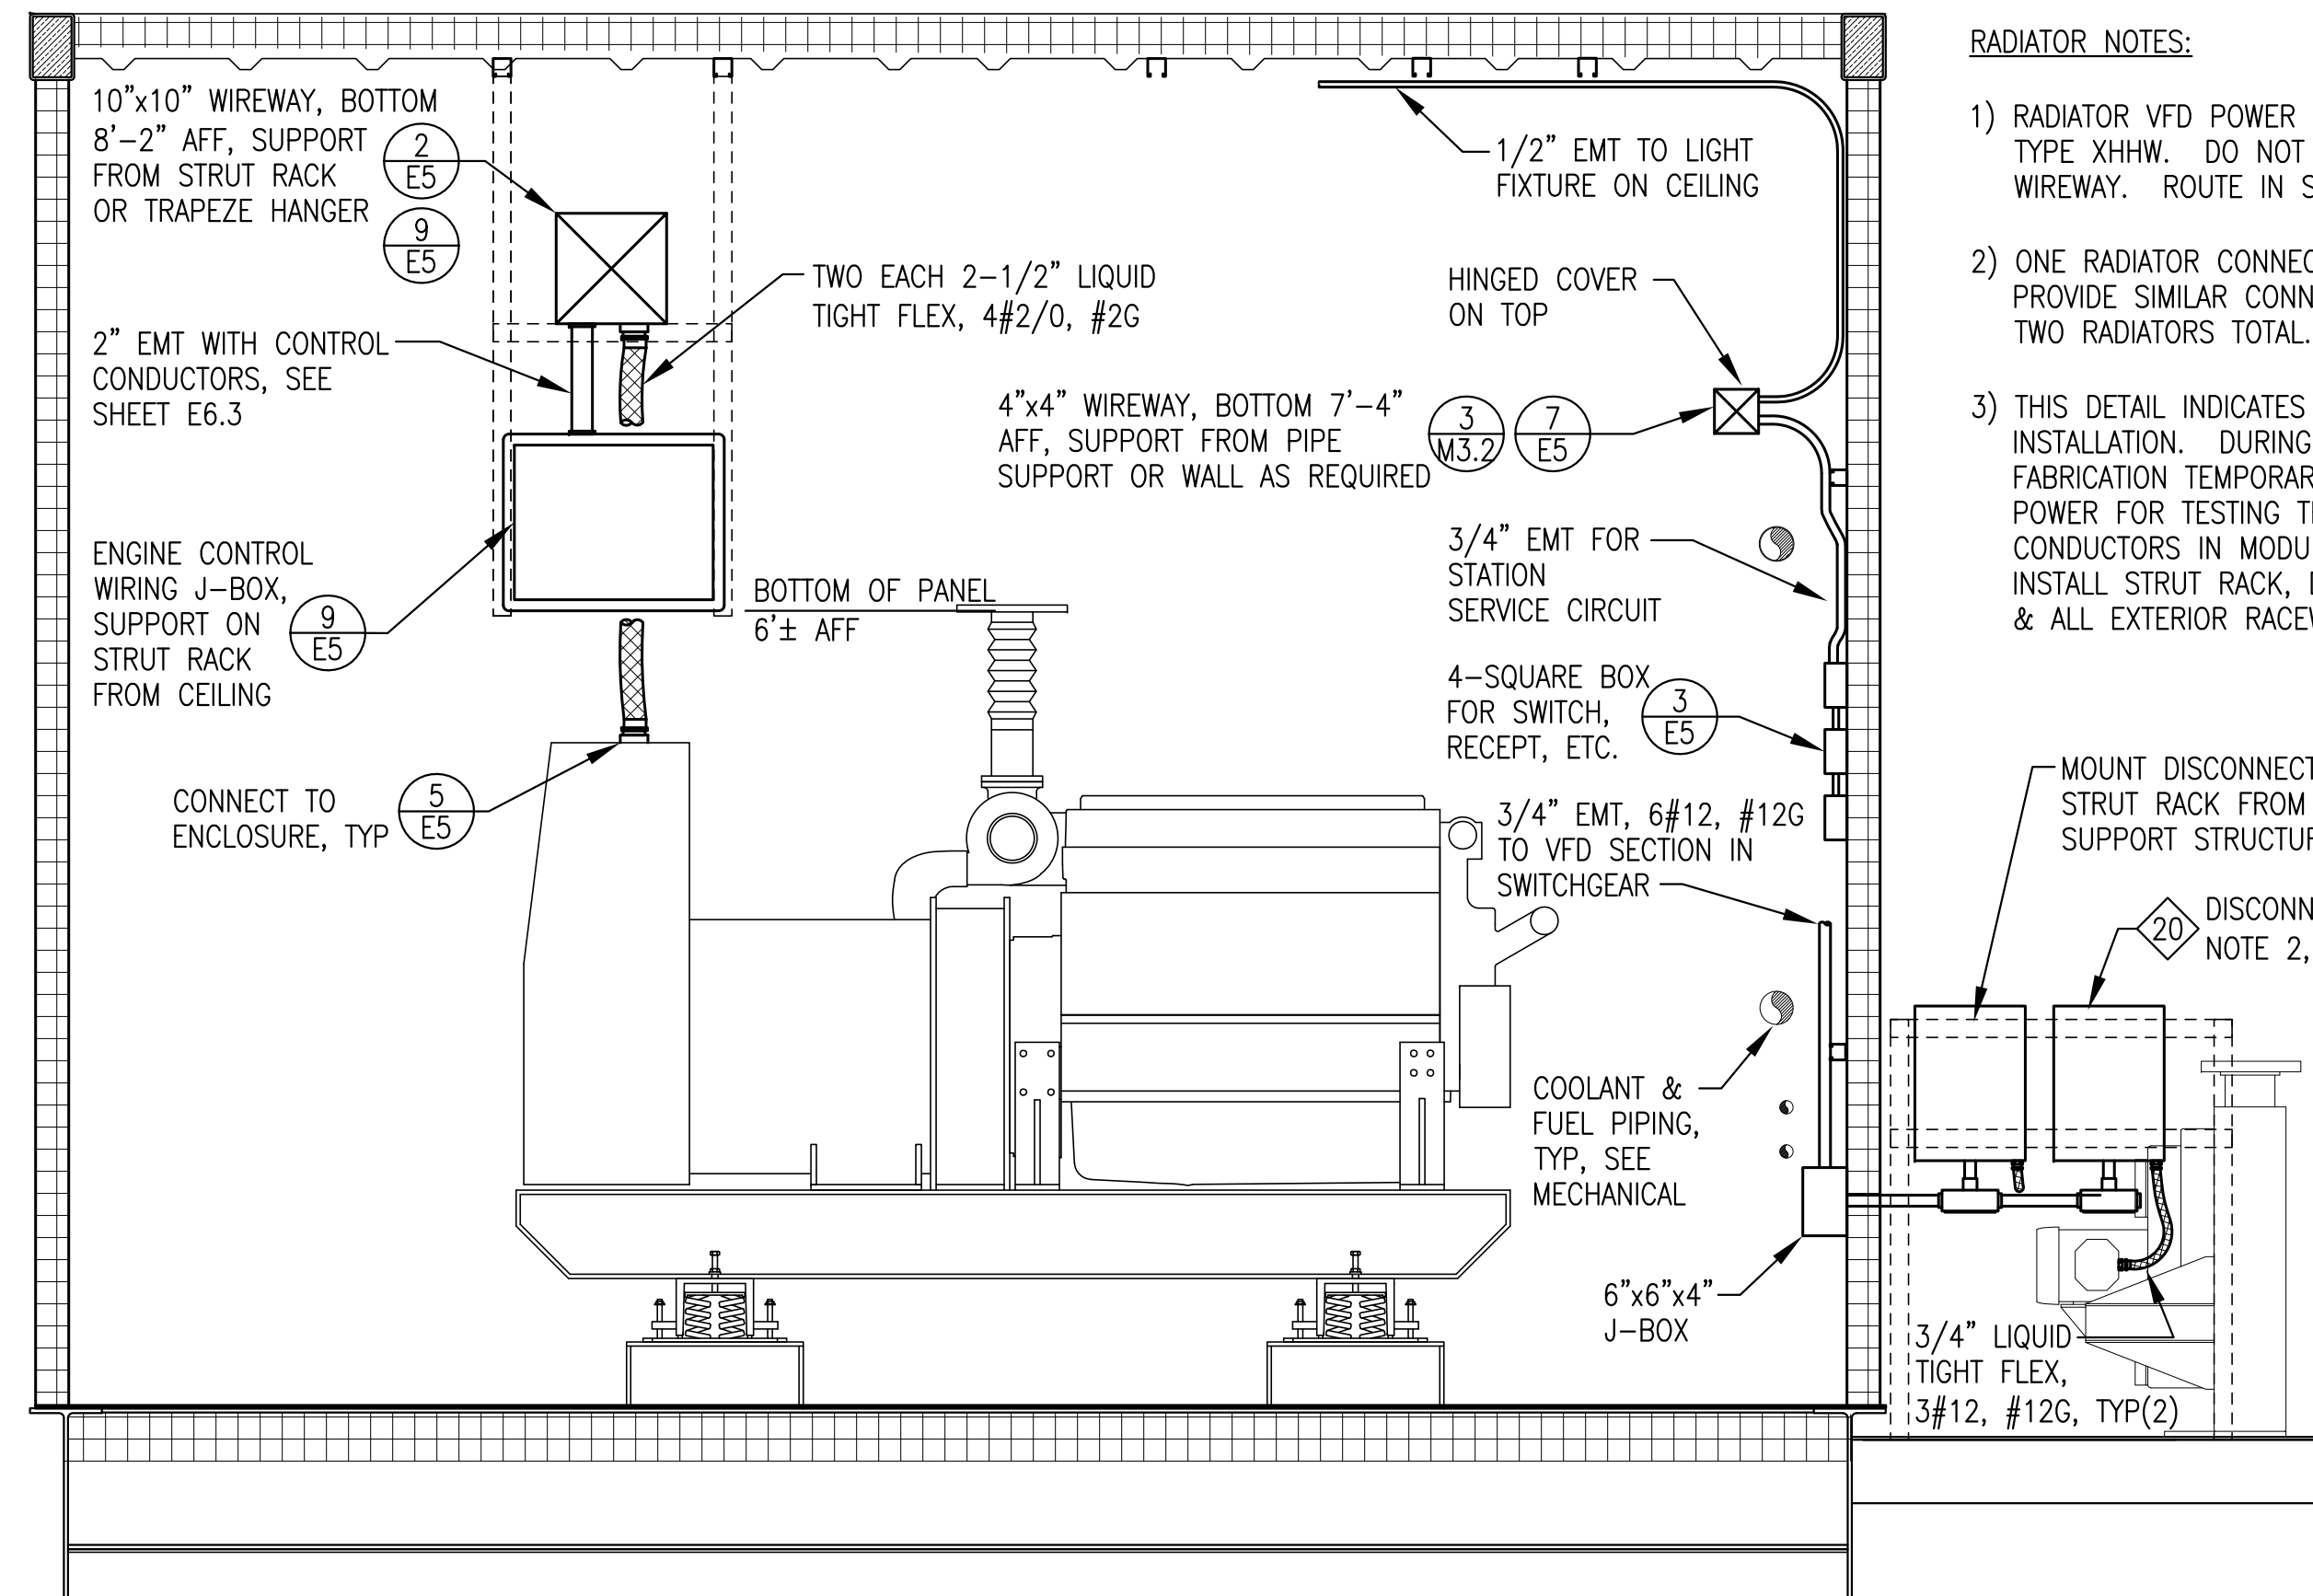 10"x10" WIREWAY, BOTTOM
8'-2" AFF, SUPPORT
FROM STRUT RACK
OR TRAPEZE HANGER
2
E5
9
E5
2" EMT WITH CONTROL
CONDUCTORS, SEE
SHEET E6.3
ENGINE CONTROL
WIRING J-BOX,
SUPPORT ON
STRUT RACK
FROM CEILING
9
E5
CONNECT TO
ENCLOSURE, TYP
5
E5
TWO EACH 2-1/2" LIQUID
TIGHT FLEX, 4#2/0, #2G
BOTTOM OF PANEL
6'± AFF
1/2" EMT TO LIGHT
FIXTURE ON CEILING
HINGED COVER
ON TOP
4"x4" WIREWAY, BOTTOM 7'-4"
AFF, SUPPORT FROM PIPE
SUPPORT OR WALL AS REQUIRED
3
M3.2
7
E5
3/4" EMT FOR
STATION
SERVICE CIRCUIT
4-SQUARE BOX
FOR SWITCH,
RECEPT, ETC.
3
E5
3/4" EMT, 6#12, #12G
TO VFD SECTION IN
SWITCHGEAR
COOLANT &
FUEL PIPING,
TYP, SEE
MECHANICAL
6"x6"x4"
J-BOX
RADIATOR NOTES:
1) RADIATOR VFD POWER
TYPE XHHW. DO NOT
WIREWAY. ROUTE IN
2) ONE RADIATOR
PROVIDE SIMILAR
TWO RADIATORS TOTAL.
3) THIS DETAIL INDICATES
INSTALLATION. DURING
FABRICATION
POWER FOR TESTING
CONDUCTORS IN
INSTALL STRUT RACK,
& ALL EXTERIOR
MOUNT DISCONNECT
STRUT RACK FROM
SUPPORT
20
NOTE 2,
3/4" LIQUID
TIGHT FLEX,
3#12, #12G, TYP(2)